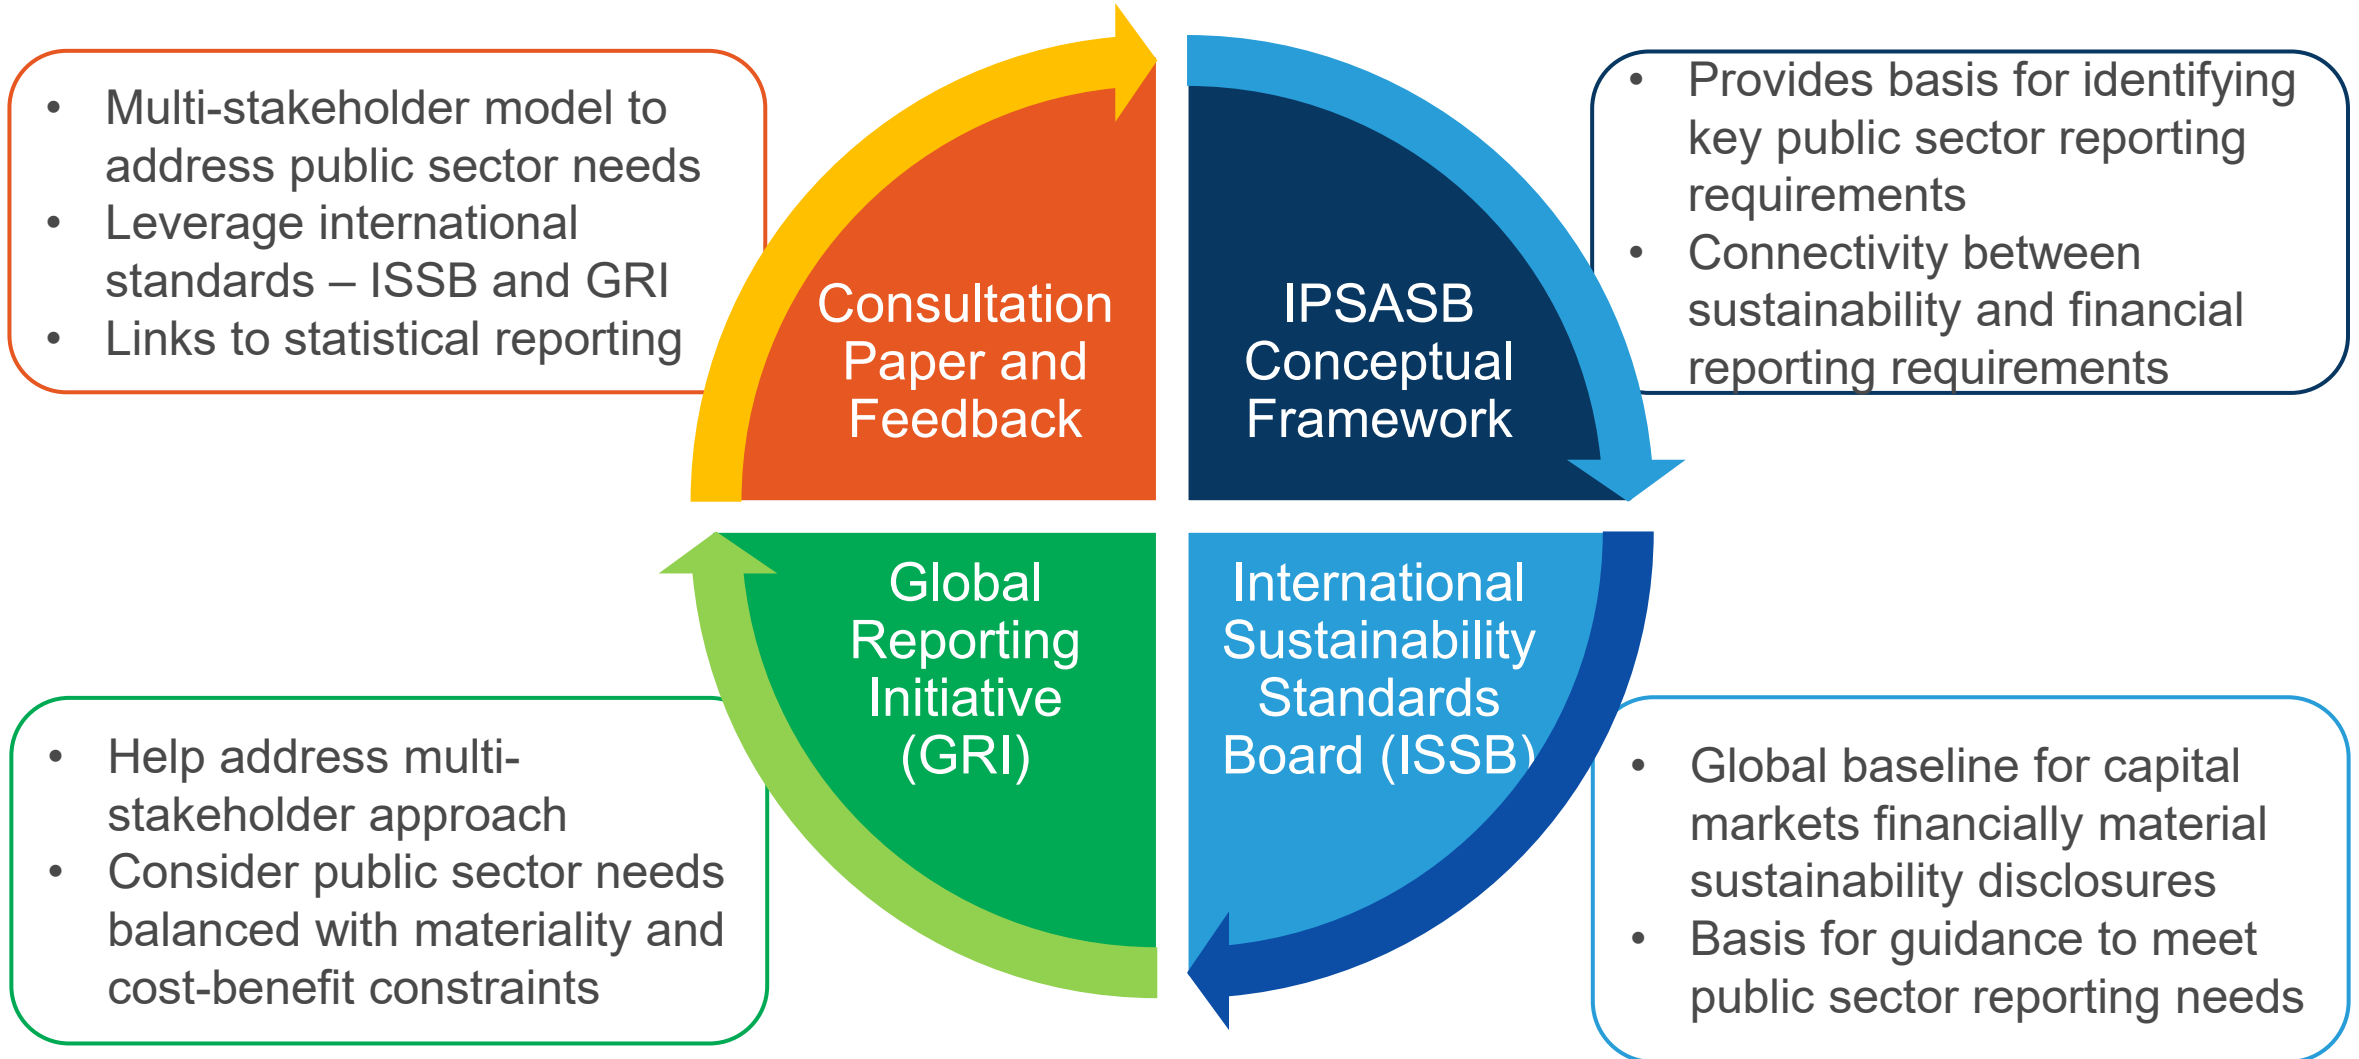 • Multi-stakeholder model to
address public sector needs
• Leverage international
standards – ISSB and GRI
• Links to statistical reporting
Consultation
Paper and
Feedback
IPSASB
Conceptual
Framework
• Provides basis for identifying
key public sector reporting
requirements
• Connectivity between
sustainability and financial
reporting requirements
• Help address multi-
stakeholder approach
• Consider public sector needs
balanced with materiality and
cost-benefit constraints
Global
Reporting
Initiative
(GRI)
International
Sustainability
Standards
Board (ISSB)
• Global baseline for capital
markets financially material
sustainability disclosures
• Basis for guidance to meet
public sector reporting needs